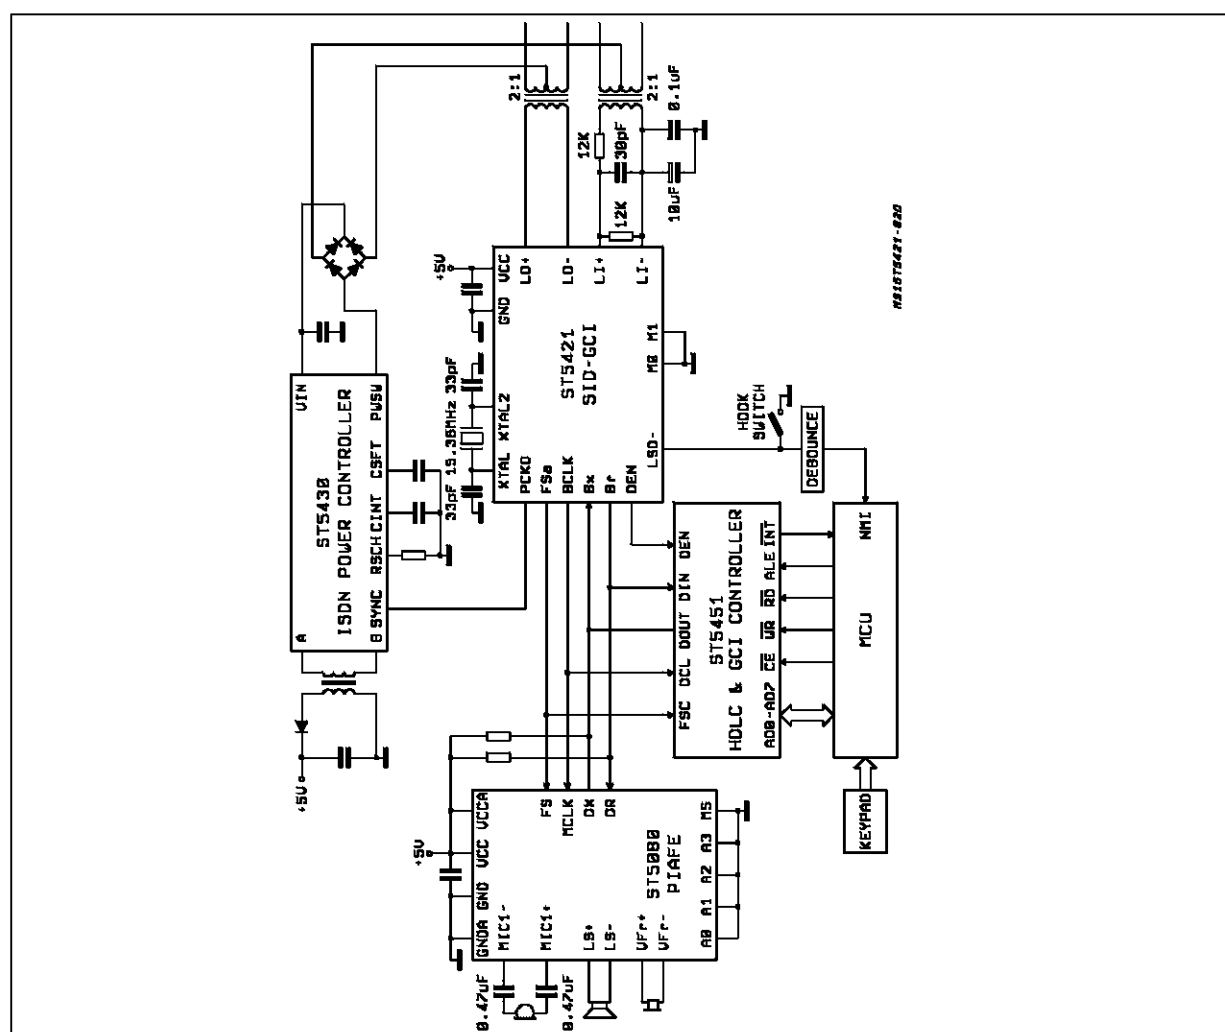 2:1
2:1
12K
30pF
0.1uF
10uF
12K
+5V
VCC
GND
LO+
LO-
LI+
LI-
ST5421
SID-GCI
M0
M1
33pF
15.36MHz
33pF
XTAL
XTAL2
PCKO
FSa
BCLK
Bx
Br
DEN
LSD-
HOOK
SWITCH
DEBOUNCE
VIN
PWSW
ST5430
ISDN POWER CONTROLLER
CSFT
CINT
RSCH
SYNC
A
B
+5V
DEN
DIN
DOUT
DCL
FSC
ST5451
HDLC & GCI CONTROLLER
INT
ALE
RD
WR
CE
AD0-AD7
NMI
MCU
KEYPAD
+5V
VCCA
VCC
GND
GNDA
FS
MCLK
DX
DR
ST5080
PIAFE
MS
A3
A2
A1
A0
MIC1-
MIC1+
LS+
LS-
VFr+
VFr-
0.47uF
0.47uF